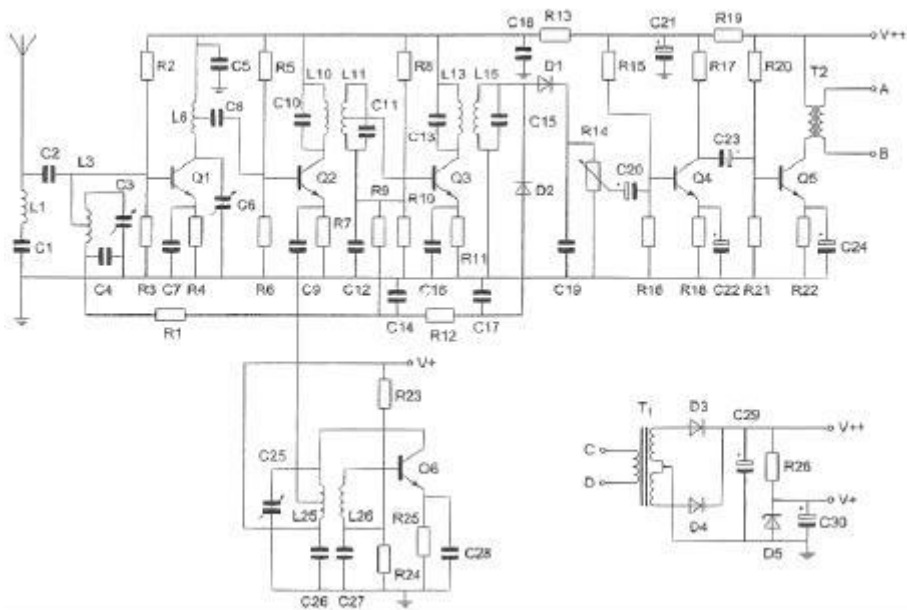 C18 R13 C21 R19 V++
R2 C5 R5 L10 L11 R8 L13 L15 D1 R15 R17 R20 T2
C8 C10 C11 C15 A
L6 C13 R14 C23
C2 L3 C20 B
C3 Q1 Q2 R9 Q3 D2 Q4 Q5
L1 C6 R7 R10
C1 R11 C24
C4 R3 C7 R4 R6 C9 C12 C16 C19 R16 R18 C22 R21 R22
R1 C14 R12 C17
V+
R23
T1 D3 C29 V++
C25 Q6 C
R26
D
L25 L26 R25 V+
D4 C30
R24 C28 D5
C26 C27